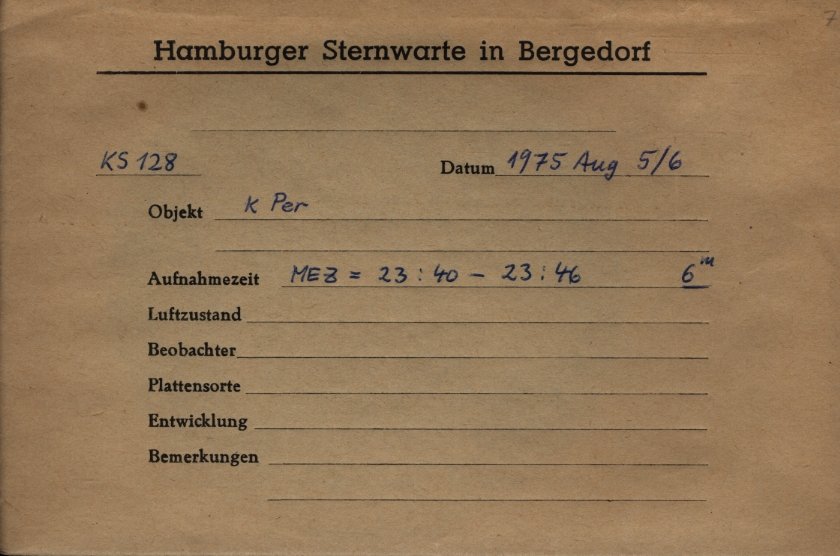 7
Hamburger Sternwarte in Bergedorf
KS 128 Datum 1975 Aug 5/6
Objekt K Per
Aufnahmezeit MEZ = 23:40 – 23:46 6ᵐ
Luftzustand
Beobachter
Plattensorte
Entwicklung
Bemerkungen